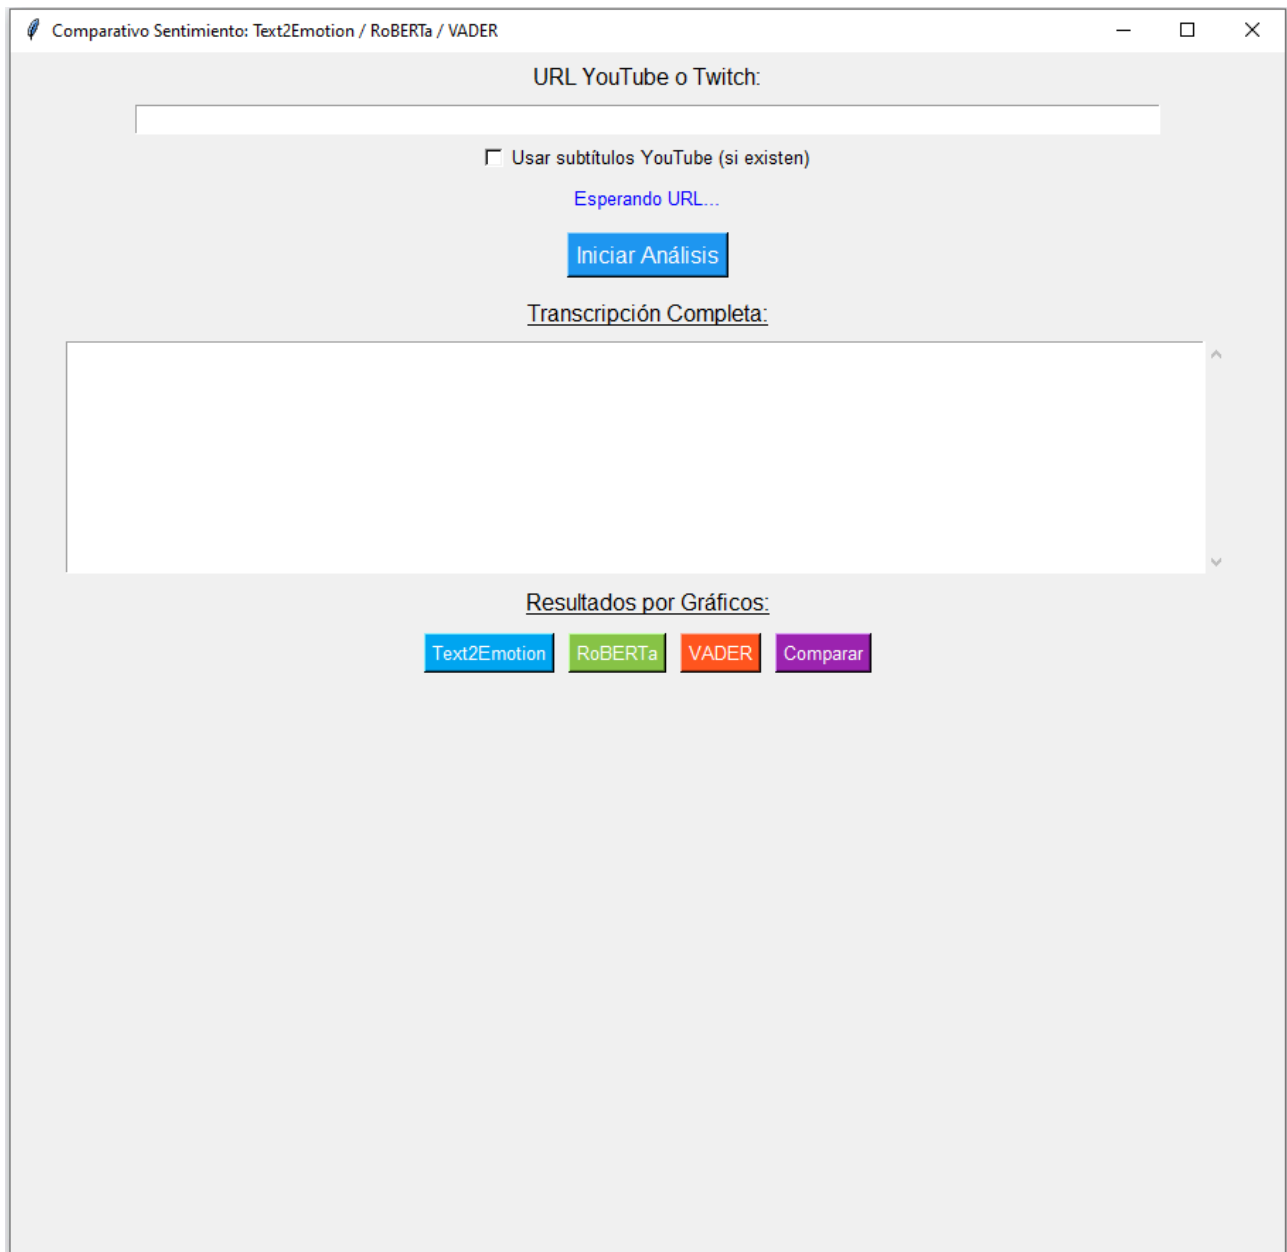 Comparativo Sentimiento: Text2Emotion / RoBERTa / VADER
URL YouTube o Twitch:
Usar subtítulos YouTube (si existen)
Esperando URL...
Iniciar Análisis
Transcripción Completa:
Resultados por Gráficos:
Text2Emotion RoBERTa VADER Comparar